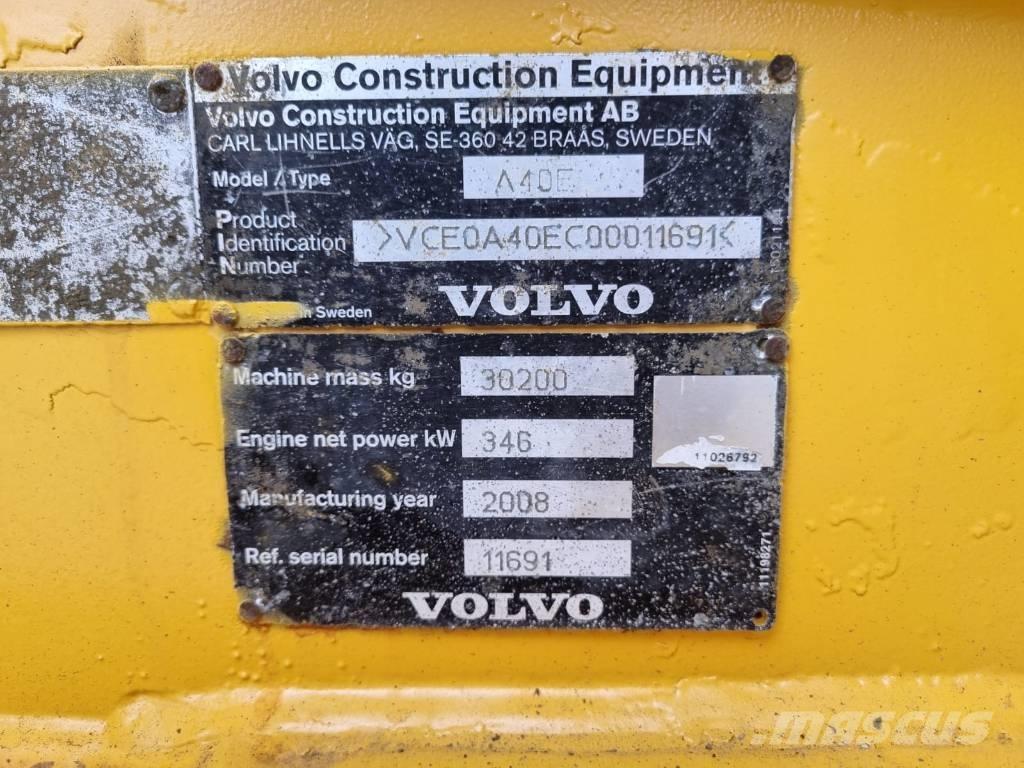 Volvo Construction Equipment
Volvo Construction Equipment AB
CARL LIHNELLS VÄG, SE-360 42 BRAÅS, SWEDEN
Model / Type A40E
Product
Identification >VCE0A40EC00011691<
Number
VOLVO
in Sweden
Machine mass kg 30200
Engine net power kW 346
11026792
Manufacturing year 2008
Ref. serial number 11691
11198271
VOLVO
mascus